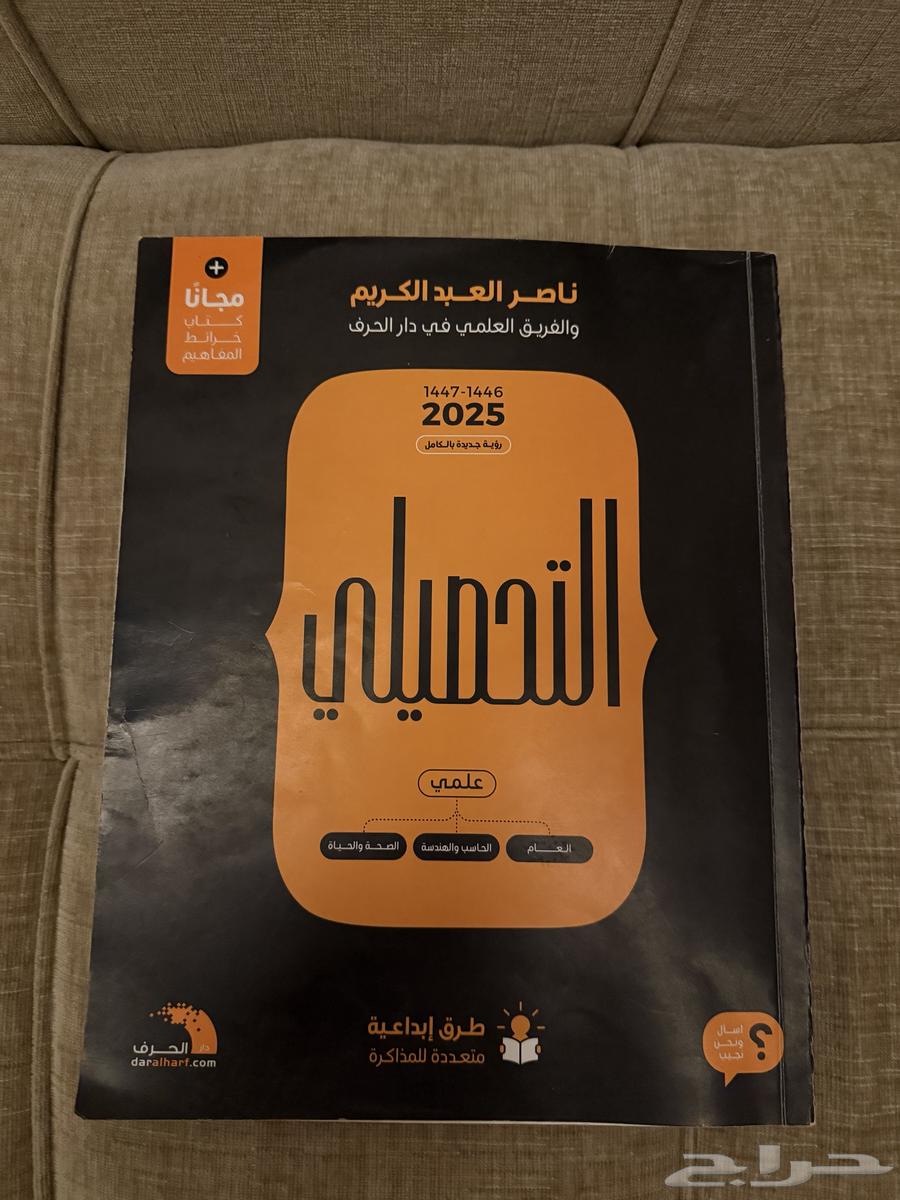 ناصر العبد الكريم
والفريق العلمي في دار الحرف
+
مجانًا
كتاب
خرائط
المفاهيم
1447-1446
2025
رؤية جديدة بالكامل
التحصيلي
علمي
العام
الحاسب والهندسة
الصحة والحياة
اسأل
ونحن
نجيب
؟
طرق إبداعية
متعددة للمذاكرة
دار الحرف
daralharf.com
حراج